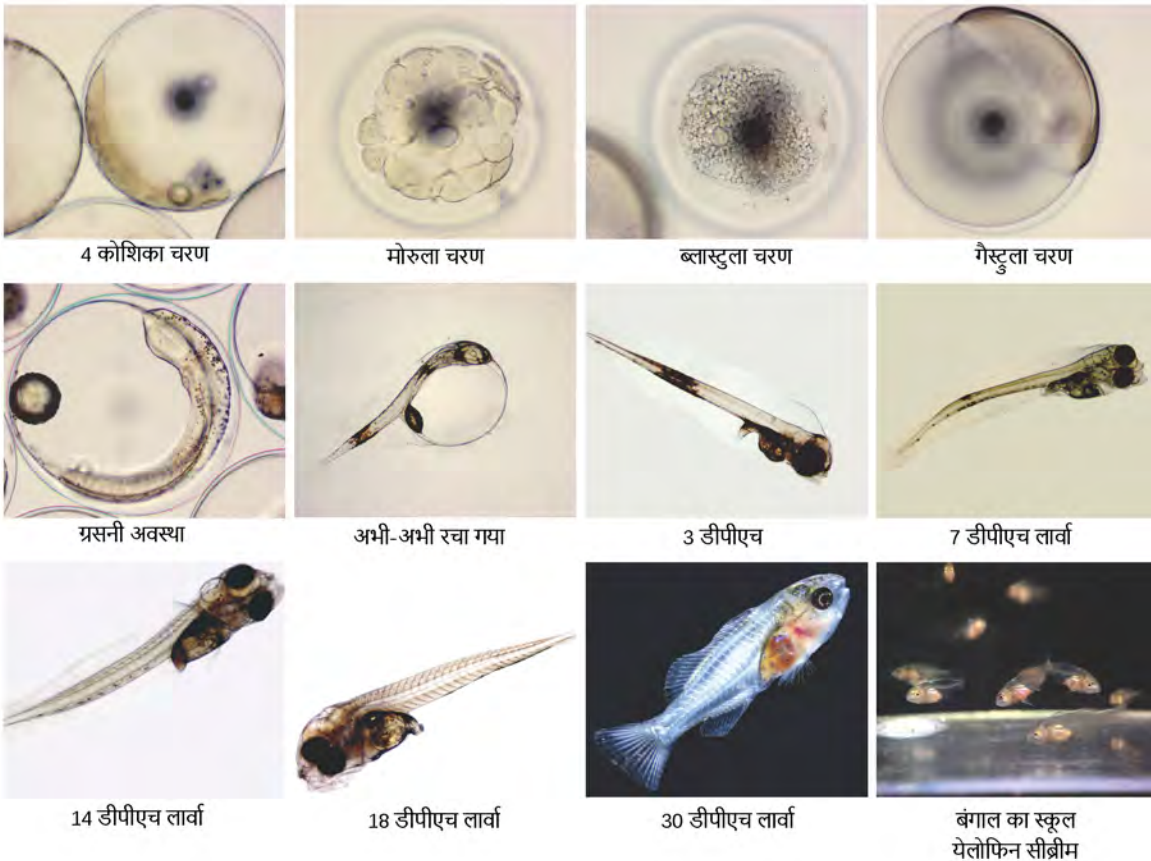 4 कोशिका चरण
मोरुला चरण
ब्लास्टुला चरण
गैस्ट्रुला चरण
ग्रसनी अवस्था
अभी-अभी रचा गया
3 डीपीएच
7 डीपीएच लार्वा
14 डीपीएच लार्वा
18 डीपीएच लार्वा
30 डीपीएच लार्वा
बंगाल का स्कूल
येलोफिन सीब्रीम